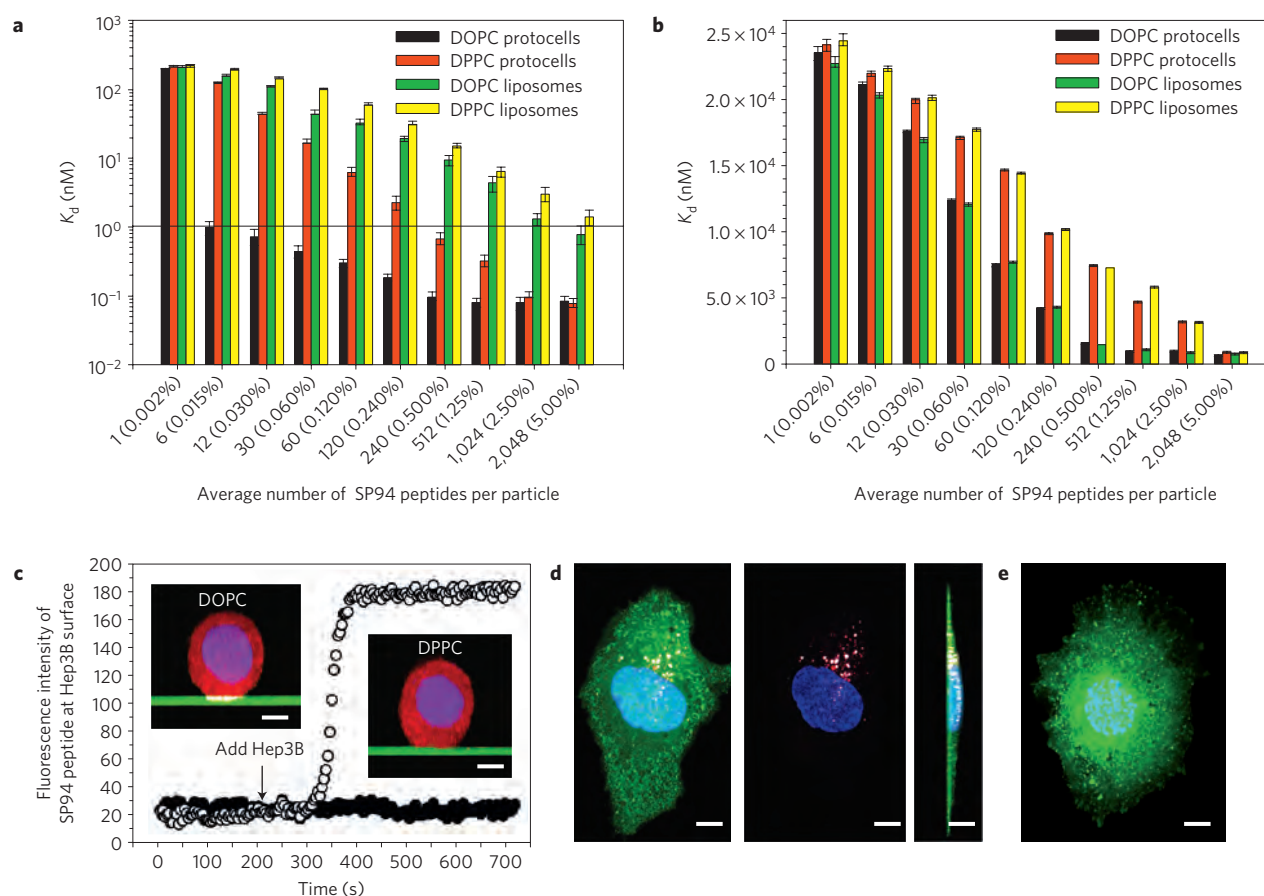 a
10³
10²
10
10⁰
10⁻¹
10⁻²
K_d (nM)
DOPC protocells
DPPC protocells
DOPC liposomes
DPPC liposomes
1 (0.002%)
6 (0.015%)
12 (0.030%)
30 (0.060%)
60 (0.120%)
120 (0.240%)
240 (0.500%)
512 (1.25%)
1,024 (2.50%)
2,048 (5.00%)
Average number of SP94 peptides per particle
b
2.5 × 10⁴
2.0 × 10⁴
1.5 × 10⁴
1.0 × 10⁴
5.0 × 10³
0
K_d (nM)
DOPC protocells
DPPC protocells
DOPC liposomes
DPPC liposomes
1 (0.002%)
6 (0.015%)
12 (0.030%)
30 (0.060%)
60 (0.120%)
120 (0.240%)
240 (0.500%)
512 (1.25%)
1,024 (2.50%)
2,048 (5.00%)
Average number of SP94 peptides per particle
c
Fluorescence intensity of
SP94 peptide at Hep3B surface
200
180
160
140
120
100
80
60
40
20
0
DOPC
DPPC
Add Hep3B
0 100 200 300 400 500 600 700
Time (s)
d
e